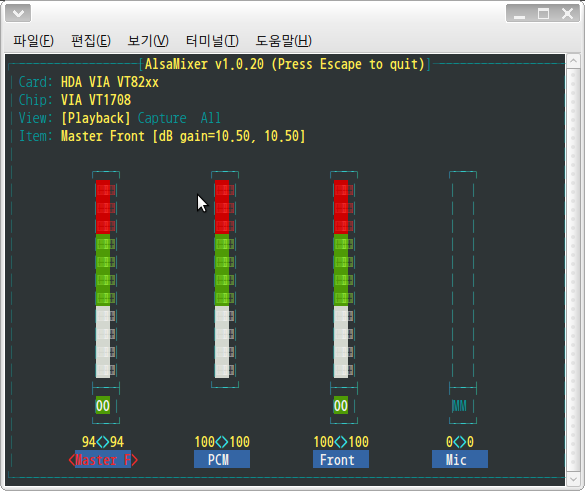 파일(F) 편집(E) 보기(V) 터미널(T) 도움말(H)
AlsaMixer v1.0.20 (Press Escape to quit)
Card: HDA VIA VT82xx
Chip: VIA VT1708
View: [Playback] Capture All
Item: Master Front [dB gain=10.50, 10.50]
OO OO MM
94<>94 100<>100 100<>100 0<>0
<Master F> PCM Front Mic